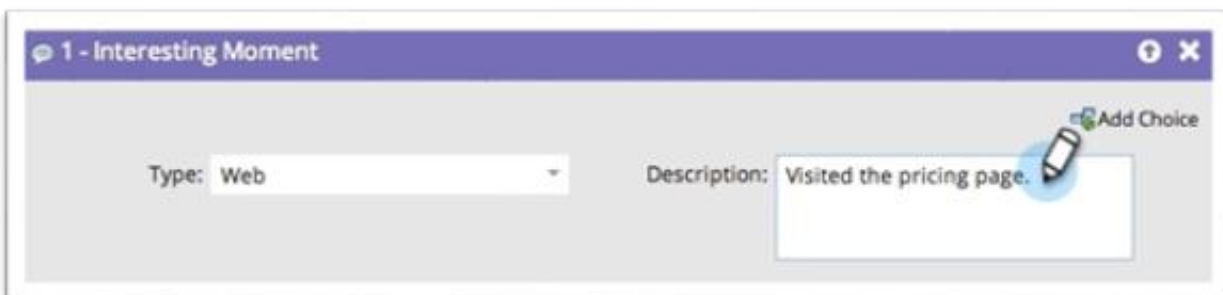 1 - Interesting Moment
Add Choice
Type: Web Description: Visited the pricing page.